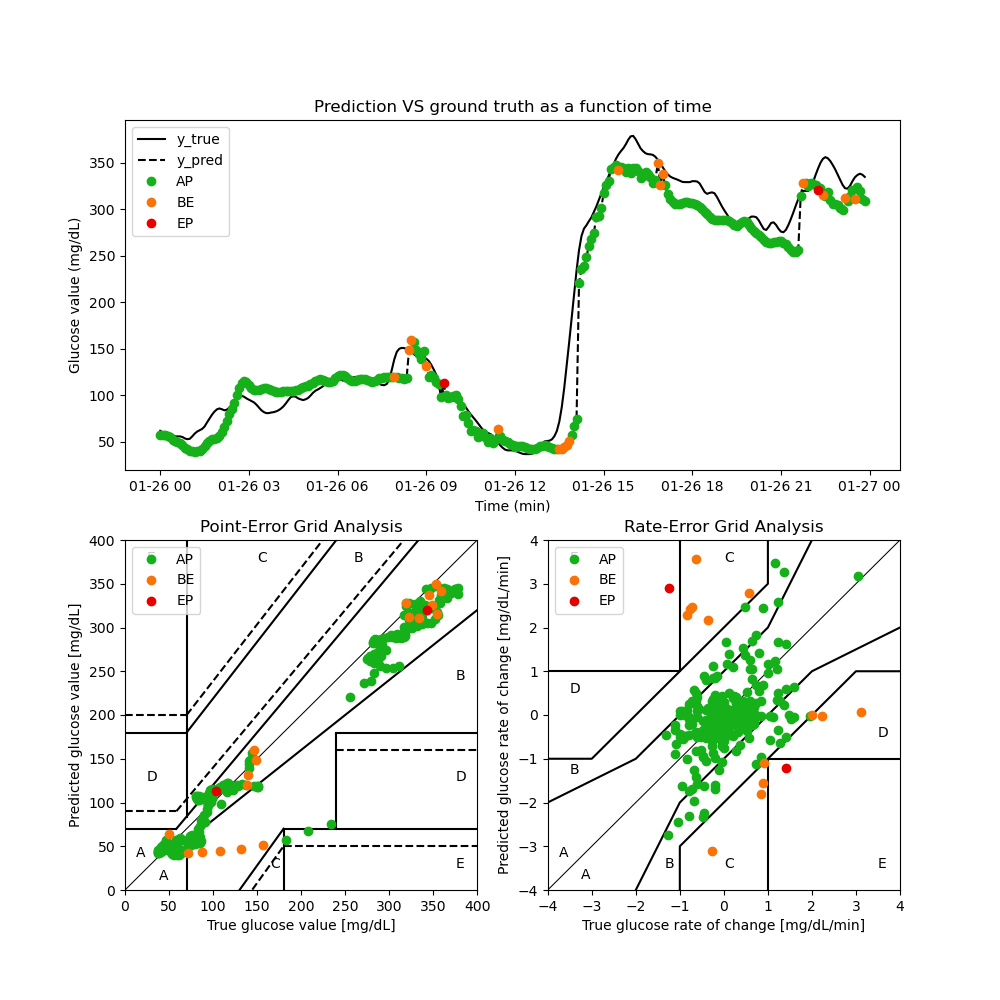 Prediction VS ground truth as a function of time
Glucose value (mg/dL)
350
300
250
200
150
100
50
y_true
y_pred
AP
BE
EP
01-26 00 01-26 03 01-26 06 01-26 09 01-26 12 01-26 15 01-26 18 01-26 21 01-27 00
Time (min)
Point-Error Grid Analysis
Predicted glucose value [mg/dL]
400
350
300
250
200
150
100
50
0
AP
BE
EP
C
B
B
D
D
A
A
C
E
0 50 100 150 200 250 300 350 400
True glucose value [mg/dL]
Rate-Error Grid Analysis
Predicted glucose rate of change [mg/dL/min]
4
3
2
1
0
−1
−2
−3
−4
AP
BE
EP
C
D
D
B
A
A
B
C
E
−4 −3 −2 −1 0 1 2 3 4
True glucose rate of change [mg/dL/min]